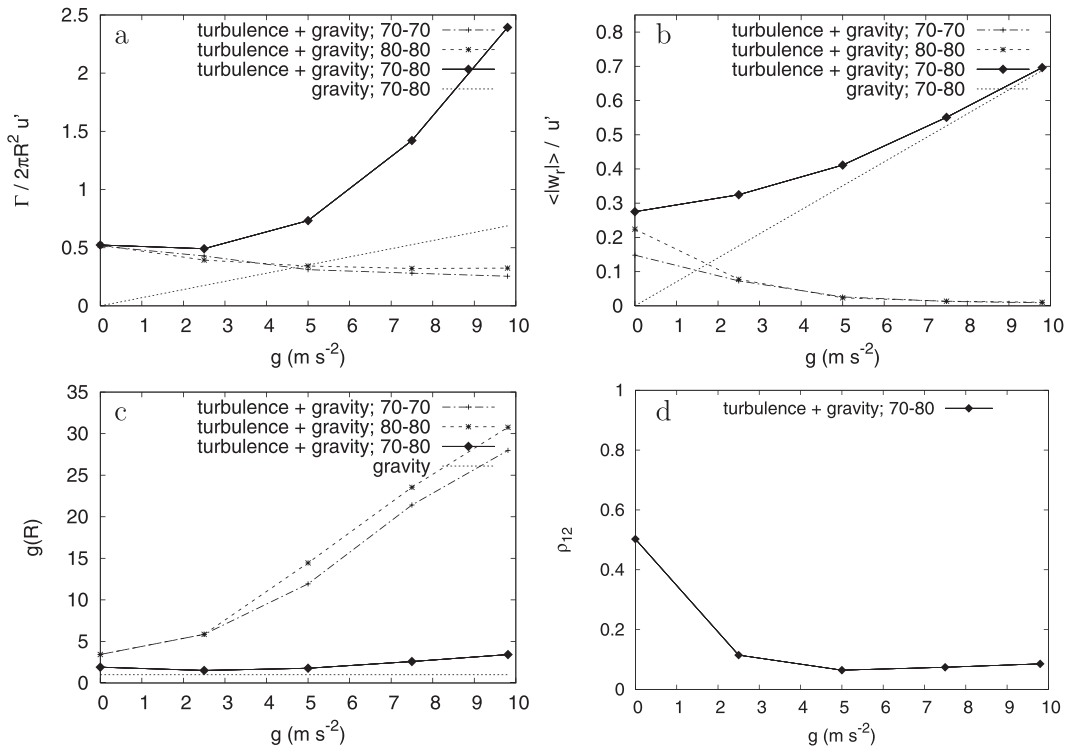 a
turbulence + gravity; 70-70
turbulence + gravity; 80-80
turbulence + gravity; 70-80
gravity; 70-80
2.5
2
1.5
1
0.5
0
Γ / 2πR² u'
0 1 2 3 4 5 6 7 8 9 10
g (m s⁻²)
b
turbulence + gravity; 70-70
turbulence + gravity; 80-80
turbulence + gravity; 70-80
gravity; 70-80
0.8
0.7
0.6
0.5
0.4
0.3
0.2
0.1
0
<|wᵣ|> / u'
0 1 2 3 4 5 6 7 8 9 10
g (m s⁻²)
c
turbulence + gravity; 70-70
turbulence + gravity; 80-80
turbulence + gravity; 70-80
gravity
35
30
25
20
15
10
5
0
g(R)
0 1 2 3 4 5 6 7 8 9 10
g (m s⁻²)
d
turbulence + gravity; 70-80
1
0.8
0.6
0.4
0.2
0
ρ₁₂
0 1 2 3 4 5 6 7 8 9 10
g (m s⁻²)